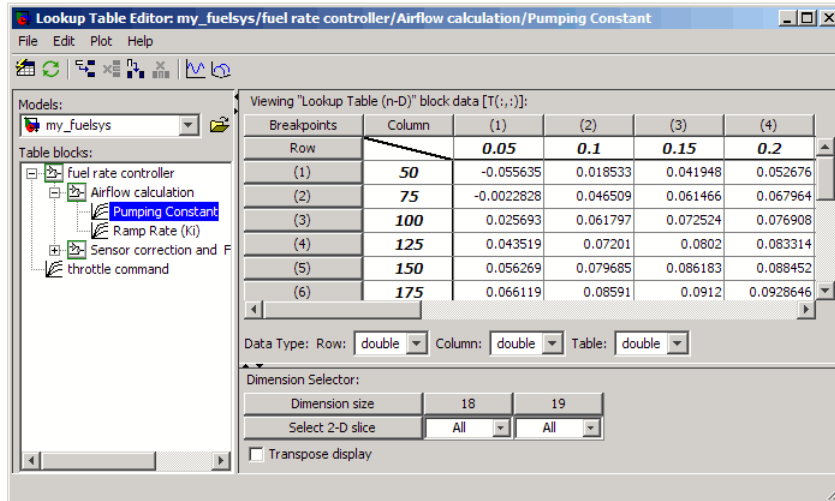 Lookup Table Editor: my_fuelsys/fuel rate controller/Airflow calculation/Pumping Constant
File Edit Plot Help
Models:
my_fuelsys
Table blocks:
fuel rate controller
Airflow calculation
Pumping Constant
Ramp Rate (Ki)
Sensor correction and F
throttle command
Viewing "Lookup Table (n-D)" block data [T(:,:)]:
Breakpoints Column (1) (2) (3) (4)
Row 0.05 0.1 0.15 0.2
(1) 50 -0.055635 0.018533 0.041948 0.052676
(2) 75 -0.0022828 0.046509 0.061466 0.067964
(3) 100 0.025693 0.061797 0.072524 0.076908
(4) 125 0.043519 0.07201 0.0802 0.083314
(5) 150 0.056269 0.079685 0.086183 0.088452
(6) 175 0.066119 0.08591 0.0912 0.0928646
Data Type: Row: double Column: double Table: double
Dimension Selector:
Dimension size 18 19
Select 2-D slice All All
Transpose display